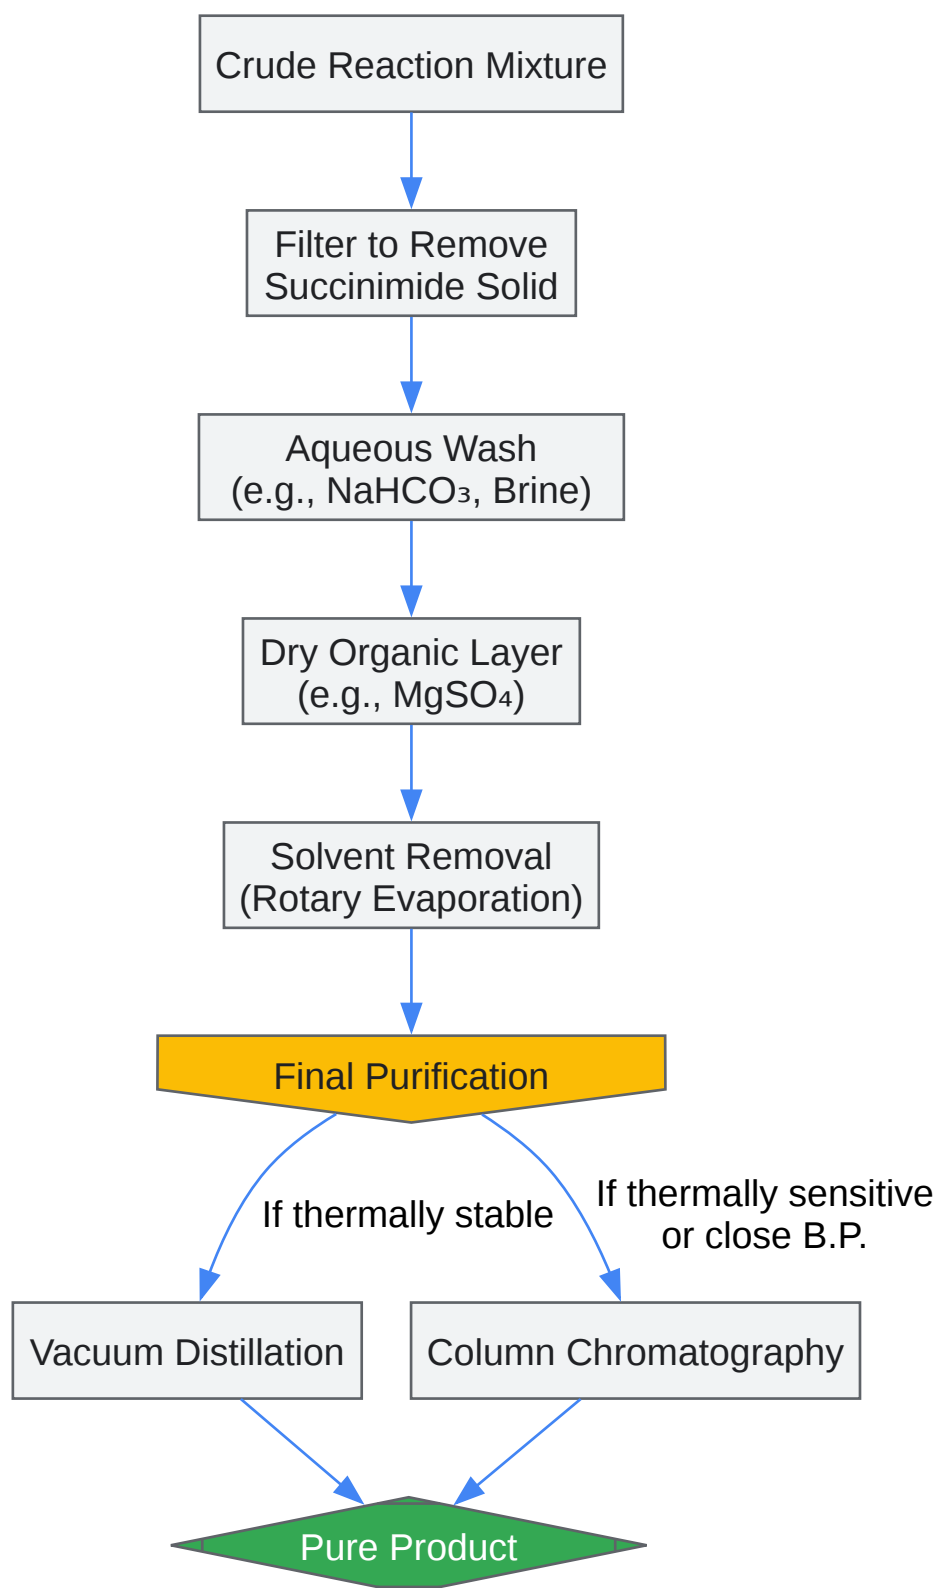 Crude Reaction Mixture
Filter to Remove
Succinimide Solid
Aqueous Wash
(e.g., NaHCO₃, Brine)
Dry Organic Layer
(e.g., MgSO₄)
Solvent Removal
(Rotary Evaporation)
Final Purification
If thermally stable
If thermally sensitive
or close B.P.
Vacuum Distillation
Column Chromatography
Pure Product